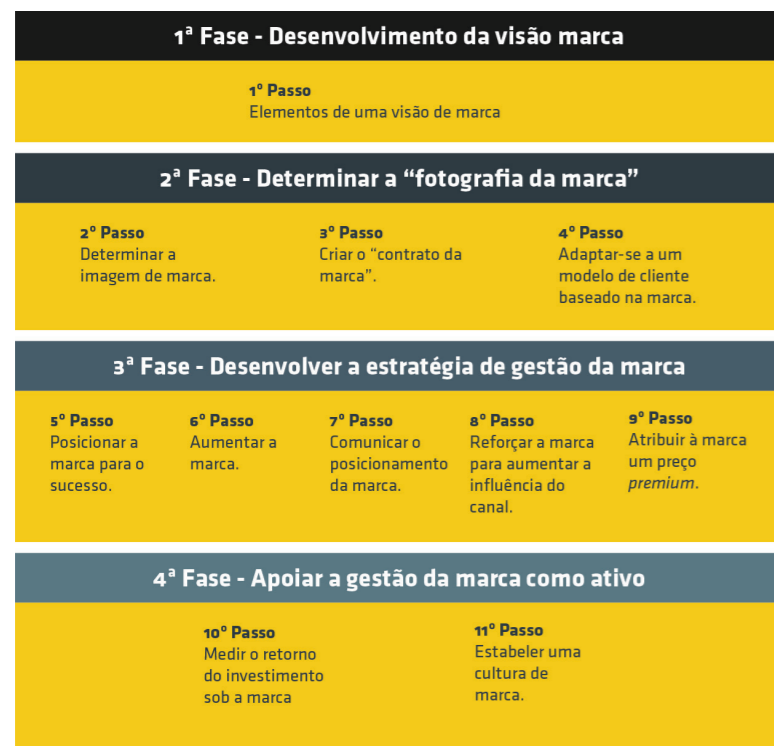 1ª Fase - Desenvolvimento da visão marca
1º Passo
Elementos de uma visão de marca
2ª Fase - Determinar a “fotografia da marca”
2º Passo
Determinar a
imagem de marca.
3º Passo
Criar o “contrato da
marca”.
4º Passo
Adaptar-se a um
modelo de cliente
baseado na marca.
3ª Fase - Desenvolver a estratégia de gestão da marca
5º Passo
Posicionar a
marca para o
sucesso.
6º Passo
Aumentar a
marca.
7º Passo
Comunicar o
posicionamento
da marca.
8º Passo
Reforçar a marca
para aumentar a
influência do
canal.
9º Passo
Atribuir à marca
um preço
premium.
4ª Fase - Apoiar a gestão da marca como ativo
10º Passo
Medir o retorno
do investimento
sob a marca
11º Passo
Estabeler uma
cultura de
marca.